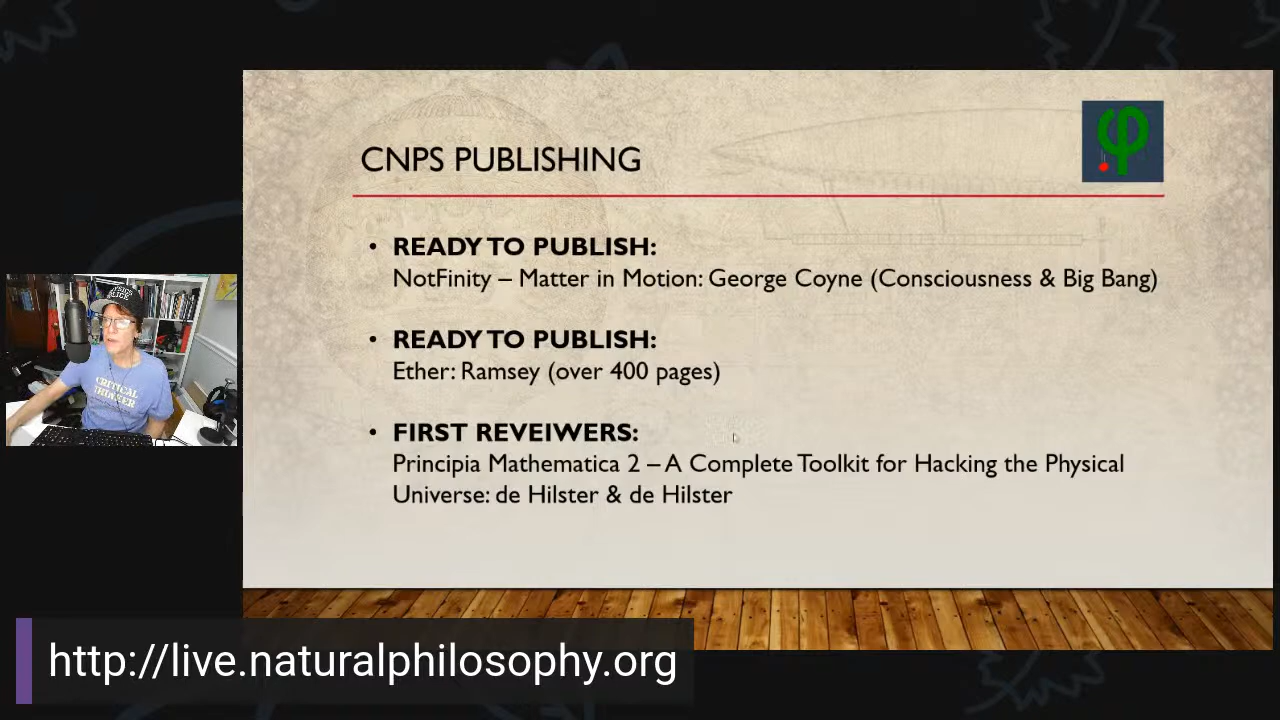 CNPS PUBLISHING
• READY TO PUBLISH:
NotFinity – Matter in Motion: George Coyne (Consciousness & Big Bang)
• READY TO PUBLISH:
Ether: Ramsey (over 400 pages)
• FIRST REVEIWERS:
Principia Mathematica 2 – A Complete Toolkit for Hacking the Physical
Universe: de Hilster & de Hilster
CRITICAL
THINKER
http://live.naturalphilosophy.org